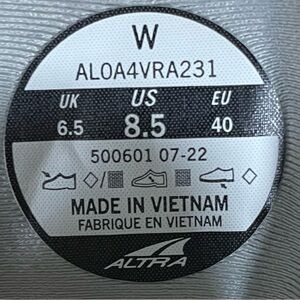 W
AL0A4VRA231
UK US EU
6.5 8.5 40
500601 07-22
MADE IN VIETNAM
FABRIQUE EN VIETNAM
ALTRA